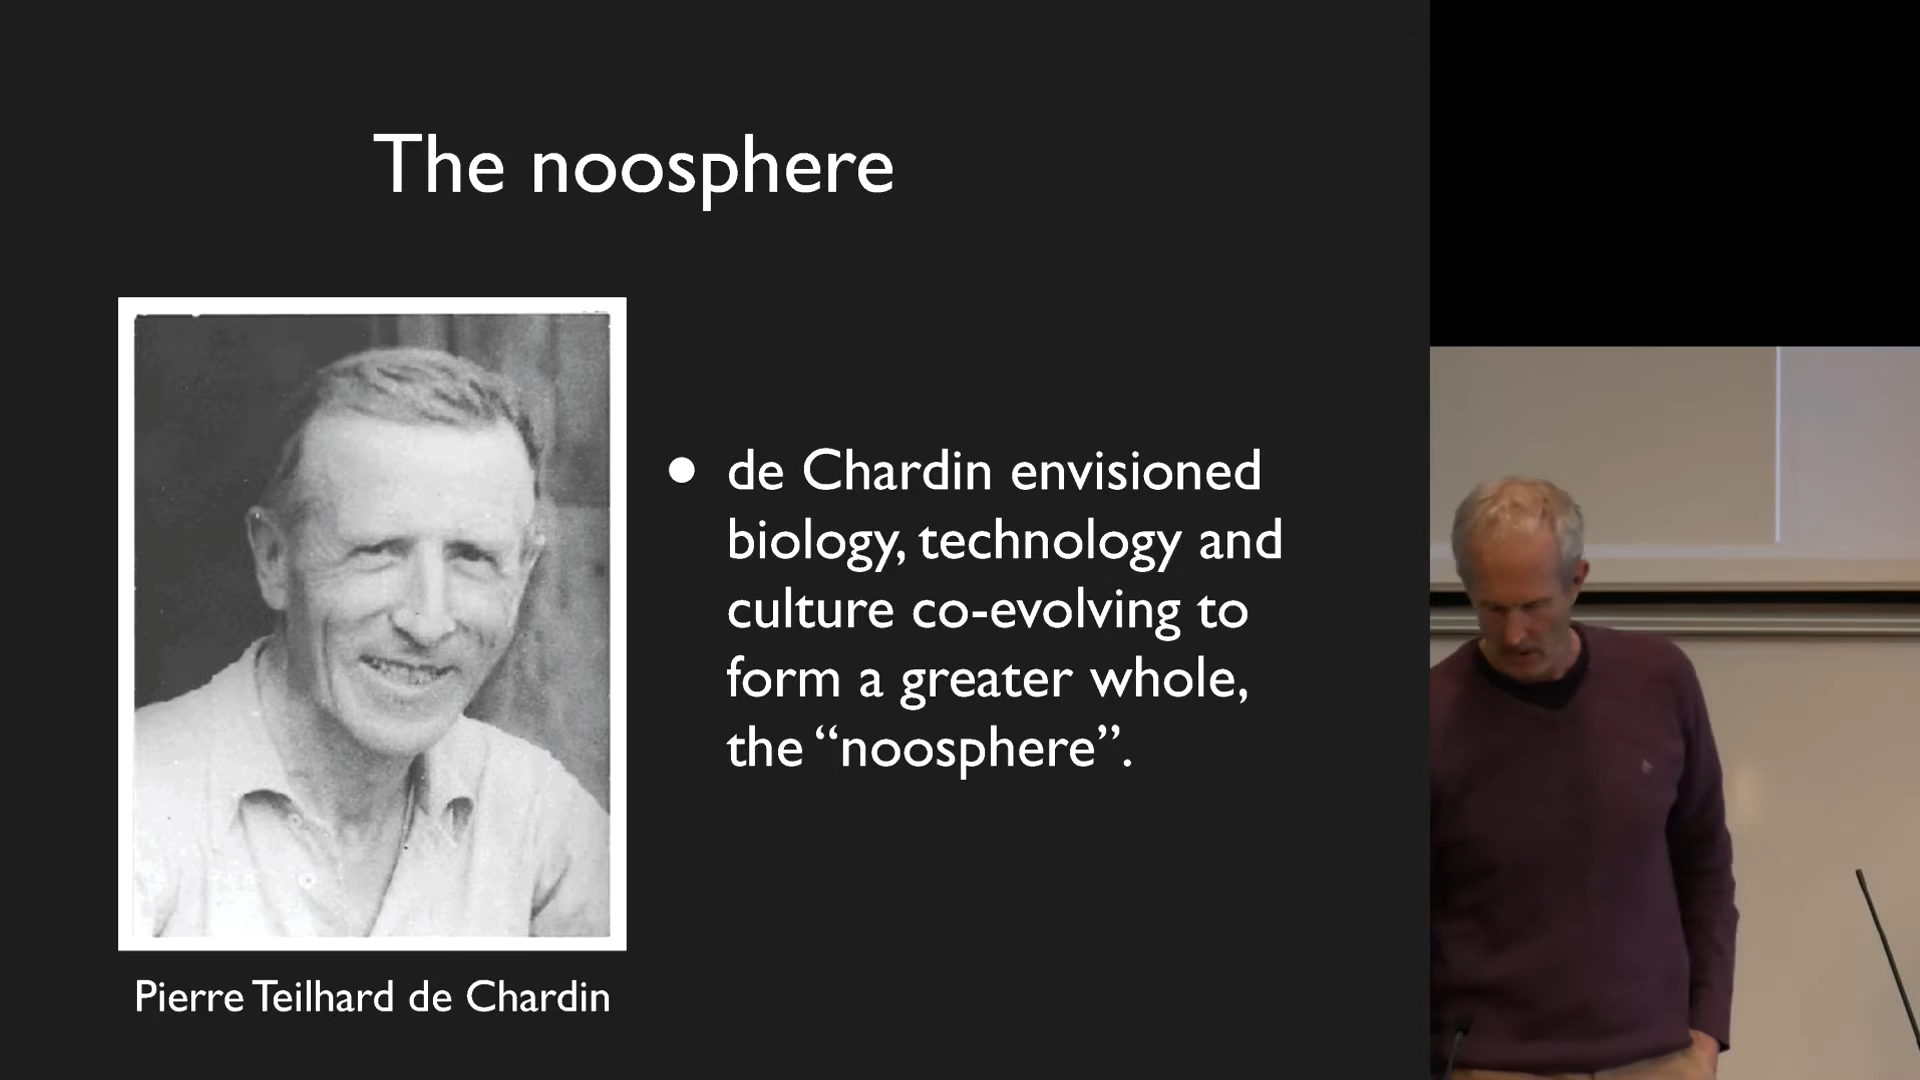 The noosphere
• de Chardin envisioned
biology, technology and
culture co-evolving to
form a greater whole,
the “noosphere”.
Pierre Teilhard de Chardin